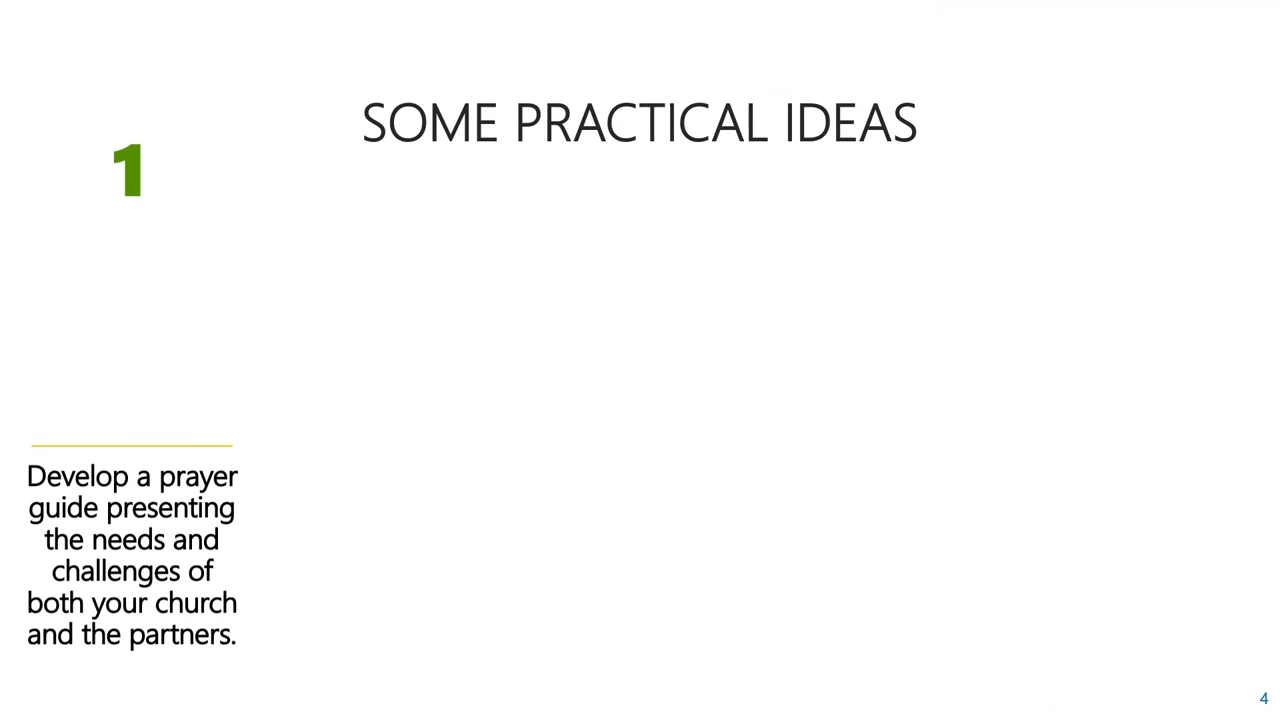 SOME PRACTICAL IDEAS
1
Develop a prayer
guide presenting
the needs and
challenges of
both your church
and the partners.
4